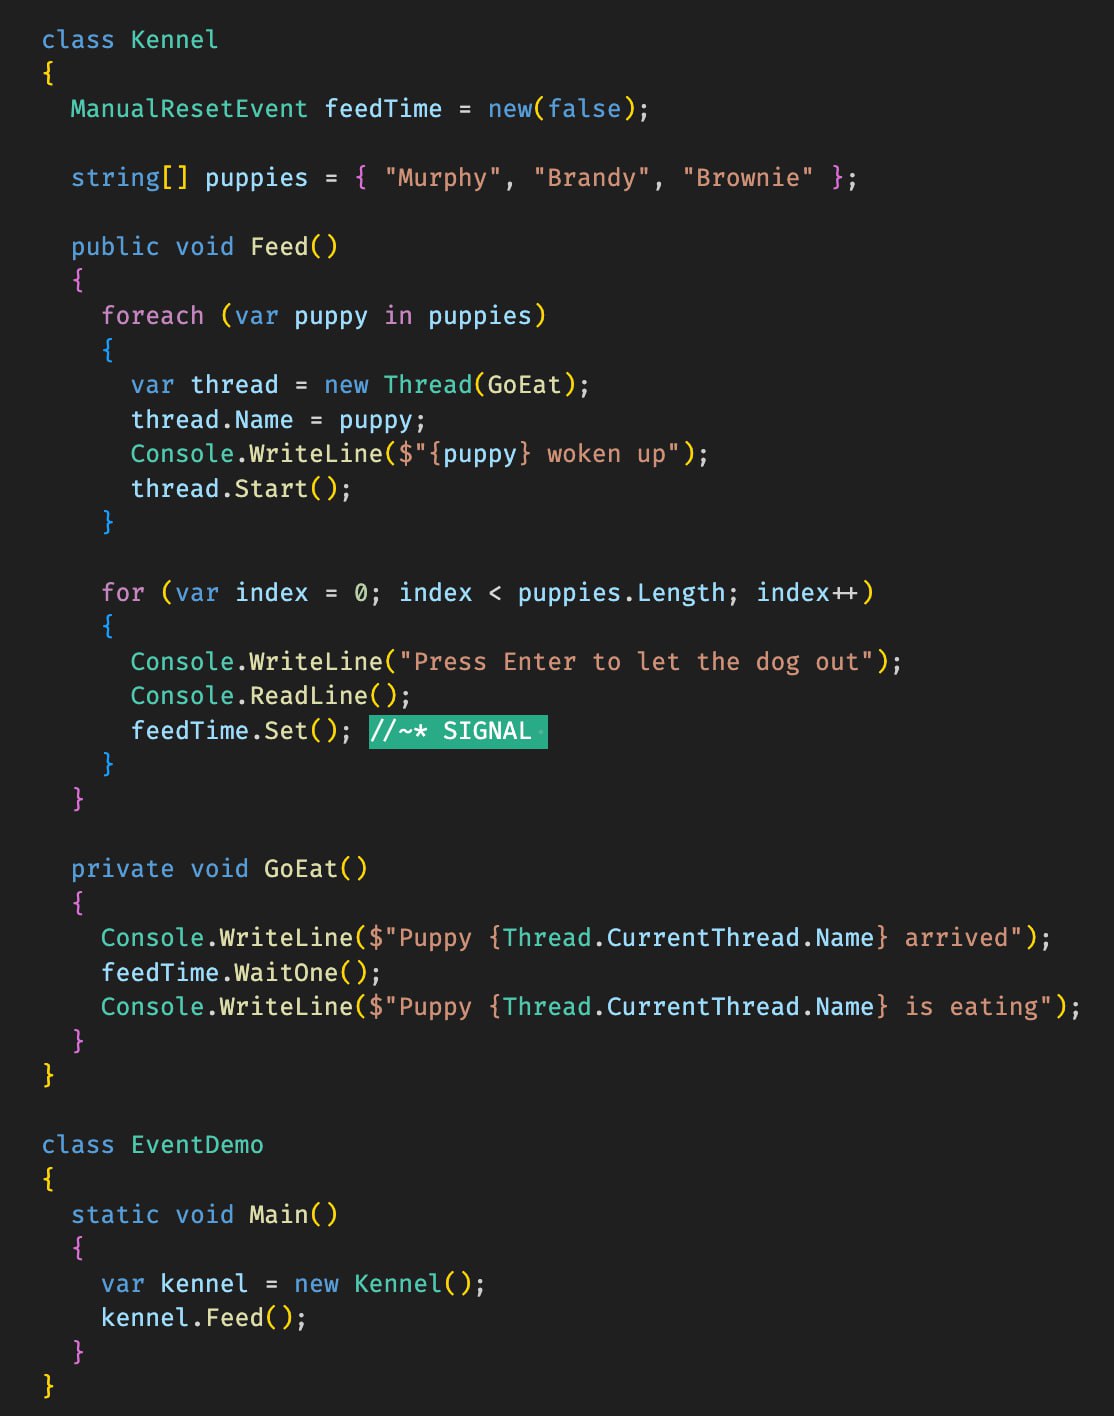 class Kennel
{
  ManualResetEvent feedTime = new(false);

  string[] puppies = { "Murphy", "Brandy", "Brownie" };

  public void Feed()
  {
    foreach (var puppy in puppies)
    {
      var thread = new Thread(GoEat);
      thread.Name = puppy;
      Console.WriteLine($"{puppy} woken up");
      thread.Start();
    }

    for (var index = 0; index < puppies.Length; index++)
    {
      Console.WriteLine("Press Enter to let the dog out");
      Console.ReadLine();
      feedTime.Set(); //~* SIGNAL
    }
  }

  private void GoEat()
  {
    Console.WriteLine($"Puppy {Thread.CurrentThread.Name} arrived");
    feedTime.WaitOne();
    Console.WriteLine($"Puppy {Thread.CurrentThread.Name} is eating");
  }
}

class EventDemo
{
  static void Main()
  {
    var kennel = new Kennel();
    kennel.Feed();
  }
}